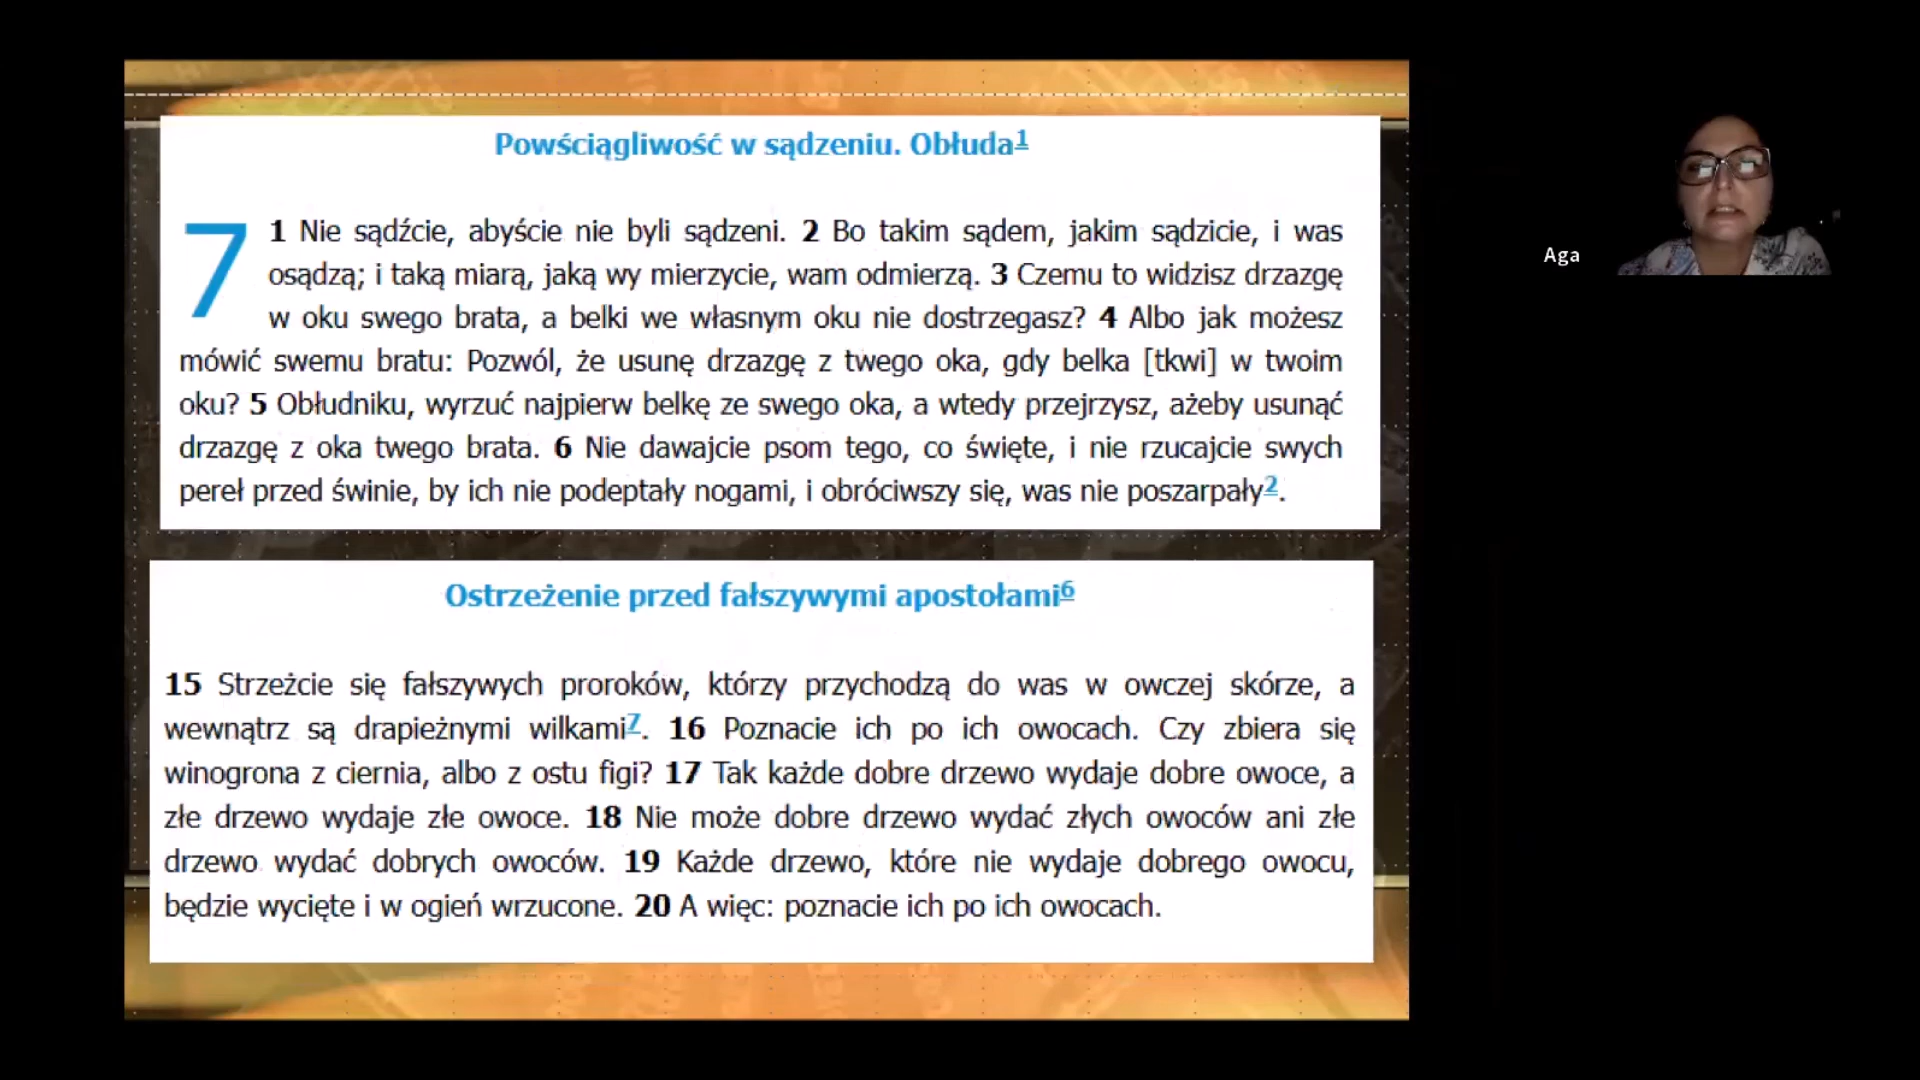 Powściągliwość w sądzeniu. Obłuda1
7
1 Nie sądźcie, abyście nie byli sądzeni. 2 Bo takim sądem, jakim sądzicie, i was
osądzą; i taką miarą, jaką wy mierzycie, wam odmierzą. 3 Czemu to widzisz drzazgę
w oku swego brata, a belki we własnym oku nie dostrzegasz? 4 Albo jak możesz
mówić swemu bratu: Pozwól, że usunę drzazgę z twego oka, gdy belka [tkwi] w twoim
oku? 5 Obłudniku, wyrzuć najpierw belkę ze swego oka, a wtedy przejrzysz, ażeby usunąć
drzazgę z oka twego brata. 6 Nie dawajcie psom tego, co święte, i nie rzucajcie swych
pereł przed świnie, by ich nie podeptały nogami, i obróciwszy się, was nie poszarpały2.
Ostrzeżenie przed fałszywymi apostołami6
15 Strzeżcie się fałszywych proroków, którzy przychodzą do was w owczej skórze, a
wewnątrz są drapieżnymi wilkami7. 16 Poznacie ich po ich owocach. Czy zbiera się
winogrona z ciernia, albo z ostu figi? 17 Tak każde dobre drzewo wydaje dobre owoce, a
złe drzewo wydaje złe owoce. 18 Nie może dobre drzewo wydać złych owoców ani złe
drzewo wydać dobrych owoców. 19 Każde drzewo, które nie wydaje dobrego owocu,
będzie wycięte i w ogień wrzucone. 20 A więc: poznacie ich po ich owocach.
Aga